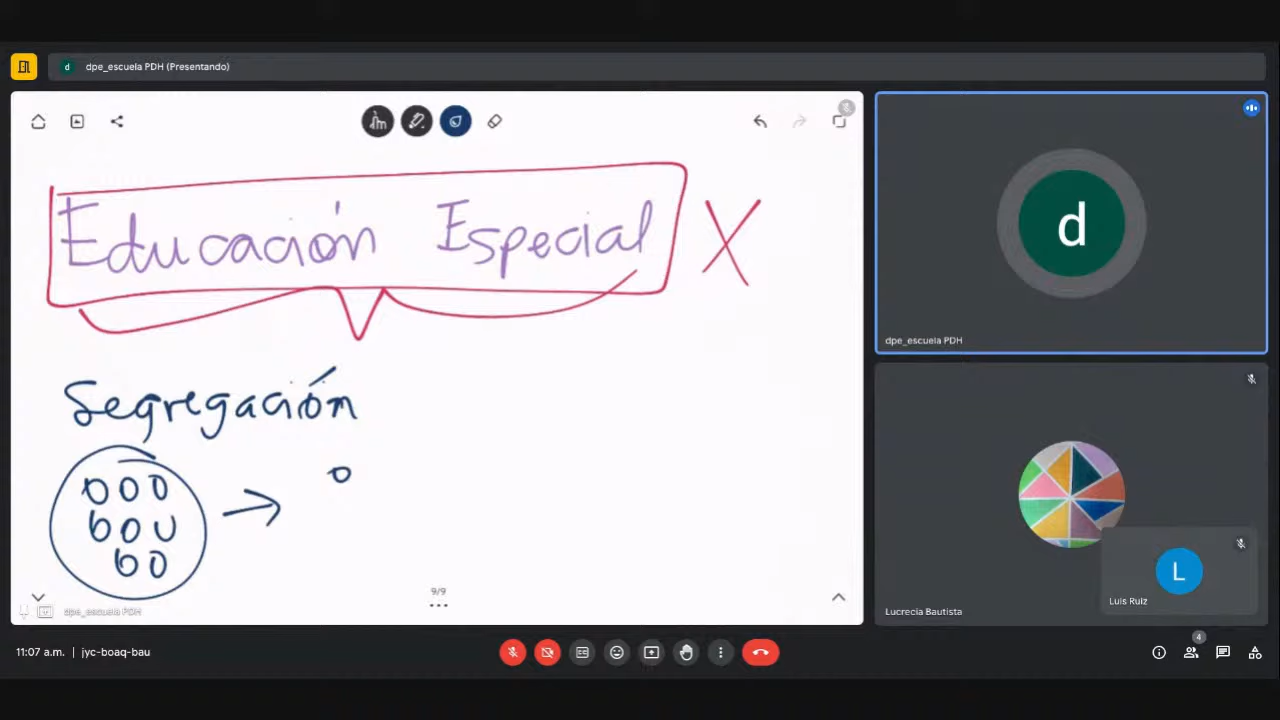 d dpe_escuela PDH (Presentando)
Educación Especial X
Segregación
9/9
dpe_escuela PDH
d
dpe_escuela PDH
Lucrecia Bautista
L
Luis Ruiz
11:07 a.m. | jyc-boaq-bau
4